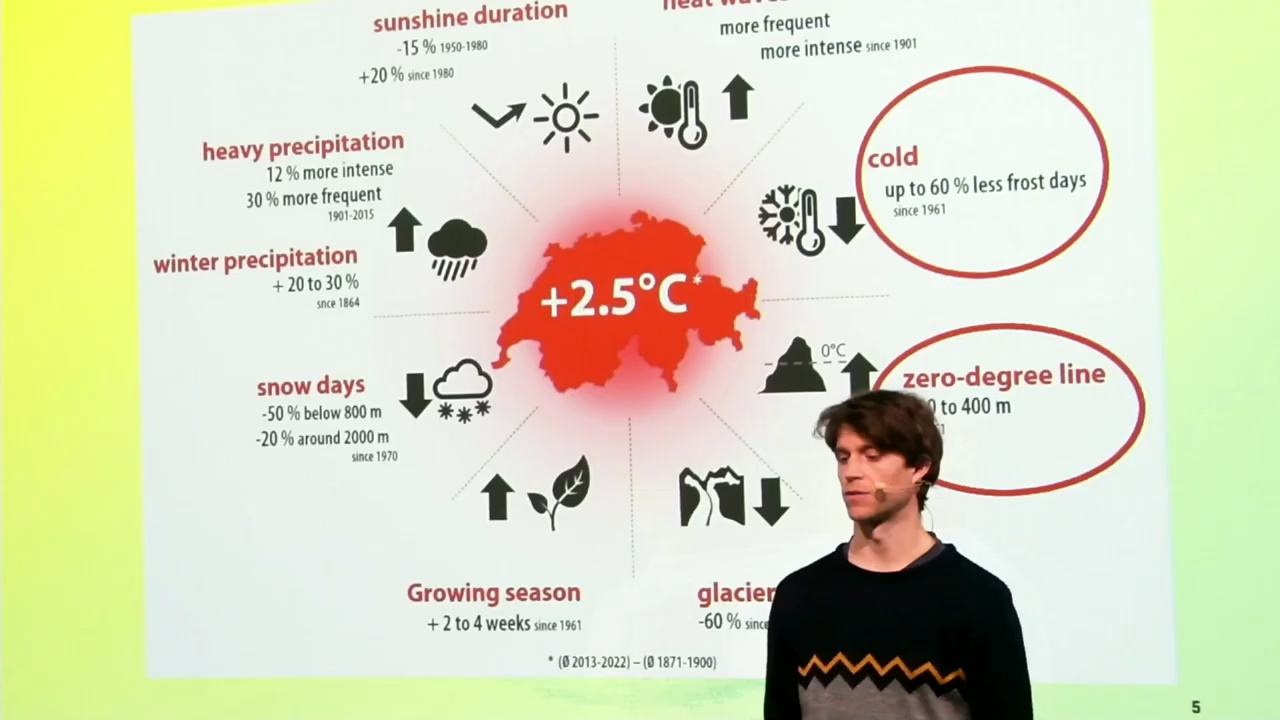 sunshine duration
-15 % 1950-1980
+20 % since 1980
more frequent
more intense since 1901
heavy precipitation
12 % more intense
30 % more frequent
1901-2015
cold
up to 60 % less frost days
since 1961
winter precipitation
+ 20 to 30 %
snce 1864
+2.5°C*
0°C
zero-degree line
to 400 m
snow days
-50 % below 800 m
-20 % around 2000 m
since 1970
Growing season
+ 2 to 4 weeks since 1961
glacier
-60 % since
* (Ø 2013-2022) – (Ø 1871-1900)
5